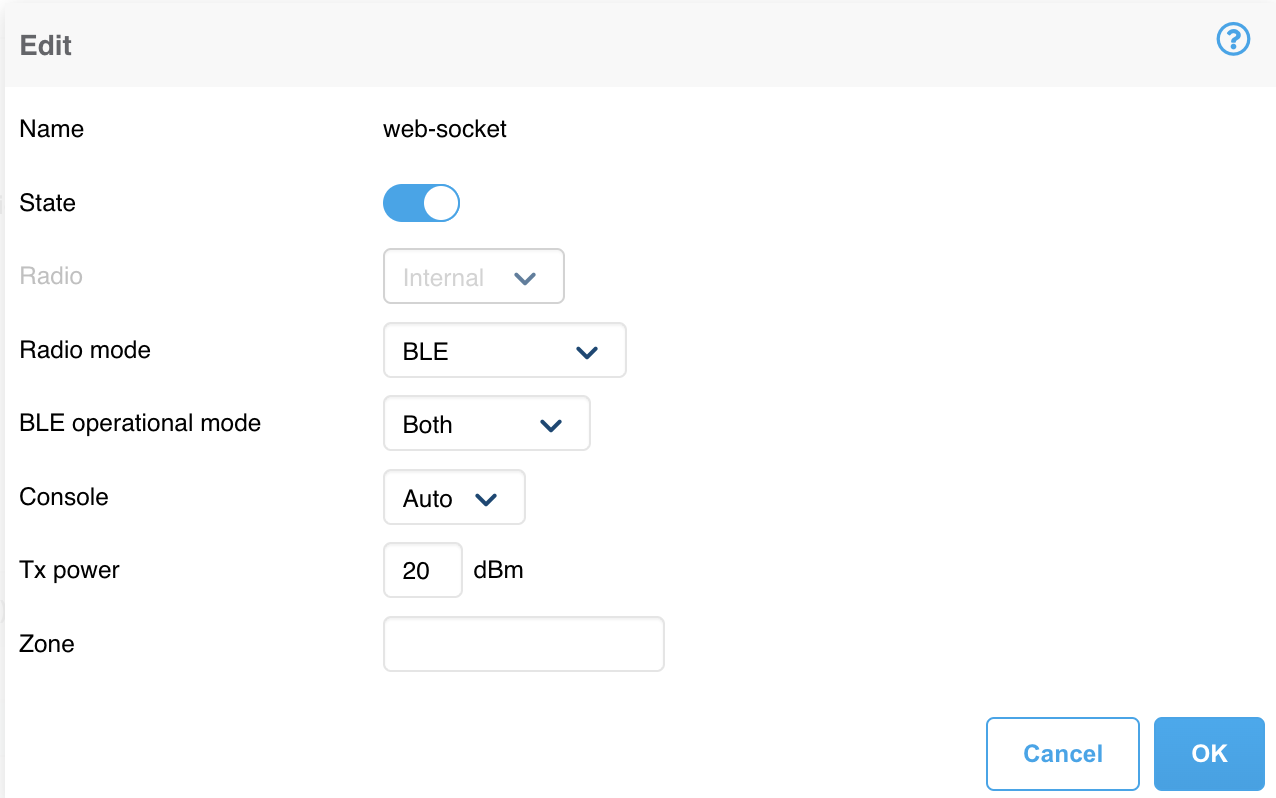 Edit
?
Name web-socket
State
Radio Internal
Radio mode BLE
BLE operational mode Both
Console Auto
Tx power 20 dBm
Zone
Cancel OK